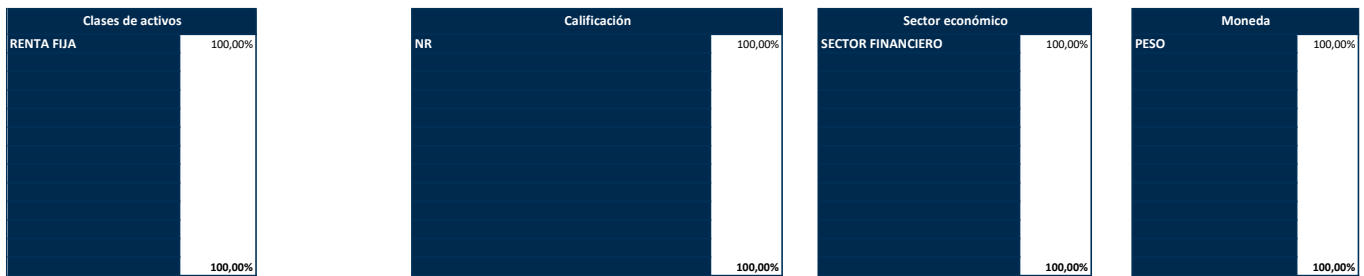 Clases de activos
RENTA FIJA 100,00%
100,00%
Calificación
NR 100,00%
100,00%
Sector económico
SECTOR FINANCIERO 100,00%
100,00%
Moneda
PESO 100,00%
100,00%